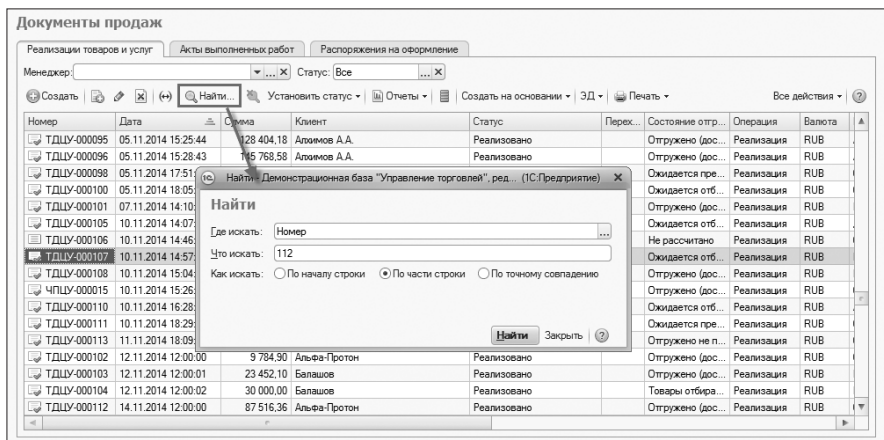 Документы продаж
Реализации товаров и услуг Акты выполненных работ Распоряжения на оформление
Менеджер: Статус: Все
Создать Найти... Установить статус Отчеты Создать на основании ЭД Печать Все действия
Номер Дата Сумма Клиент Статус Перех... Состояние отгр... Операция Валюта
ТДЦУ-000095 05.11.2014 15:25:44 128 404,18 Алхимов А.А. Реализовано Отгружено (дос... Реализация RUB
ТДЦУ-000096 05.11.2014 15:28:43 145 768,58 Алхимов А.А. Реализовано Отгружено (дос... Реализация RUB
ТДЦУ-000098 05.11.2014 17:51: Ожидается пре... Реализация RUB
ТДЦУ-000100 05.11.2014 18:05: Ожидается отб... Реализация RUB
ТДЦУ-000101 07.11.2014 14:10: Отгружено (дос... Реализация RUB
ТДЦУ-000105 10.11.2014 14:07: Ожидается отб... Реализация RUB
ТДЦУ-000106 10.11.2014 14:46: Не рассчитано Реализация RUB
ТДЦУ-000107 10.11.2014 14:57: Ожидается отб... Реализация RUB
ТДЦУ-000108 10.11.2014 15:04: Отгружено (дос... Реализация RUB
ЧПЦУ-000015 10.11.2014 15:26: Отгружено (дос... Реализация RUB
ТДЦУ-000110 10.11.2014 16:28: Ожидается отб... Реализация RUB
ТДЦУ-000111 10.11.2014 18:29: Ожидается пре... Реализация RUB
ТДЦУ-000113 11.11.2014 18:09: Отгружено не п... Реализация RUB
ТДЦУ-000102 12.11.2014 12:00:00 9 784,90 Альфа-Протон Реализовано Отгружено (дос... Реализация RUB
ТДЦУ-000103 12.11.2014 12:00:01 23 452,10 Балашов Реализовано Отгружено (дос... Реализация RUB
ТДЦУ-000104 12.11.2014 12:00:02 30 000,00 Балашов Реализовано Товары отбира... Реализация RUB
ТДЦУ-000112 14.11.2014 12:00:00 87 516,36 Альфа-Протон Реализовано Отгружено (дос... Реализация RUB
Найти - Демонстрационная база "Управление торговлей", ред... (1С:Предприятие)
Найти
Где искать: Номер
Что искать: 112
Как искать: По началу строки По части строки По точному совпадению
Найти Закрыть